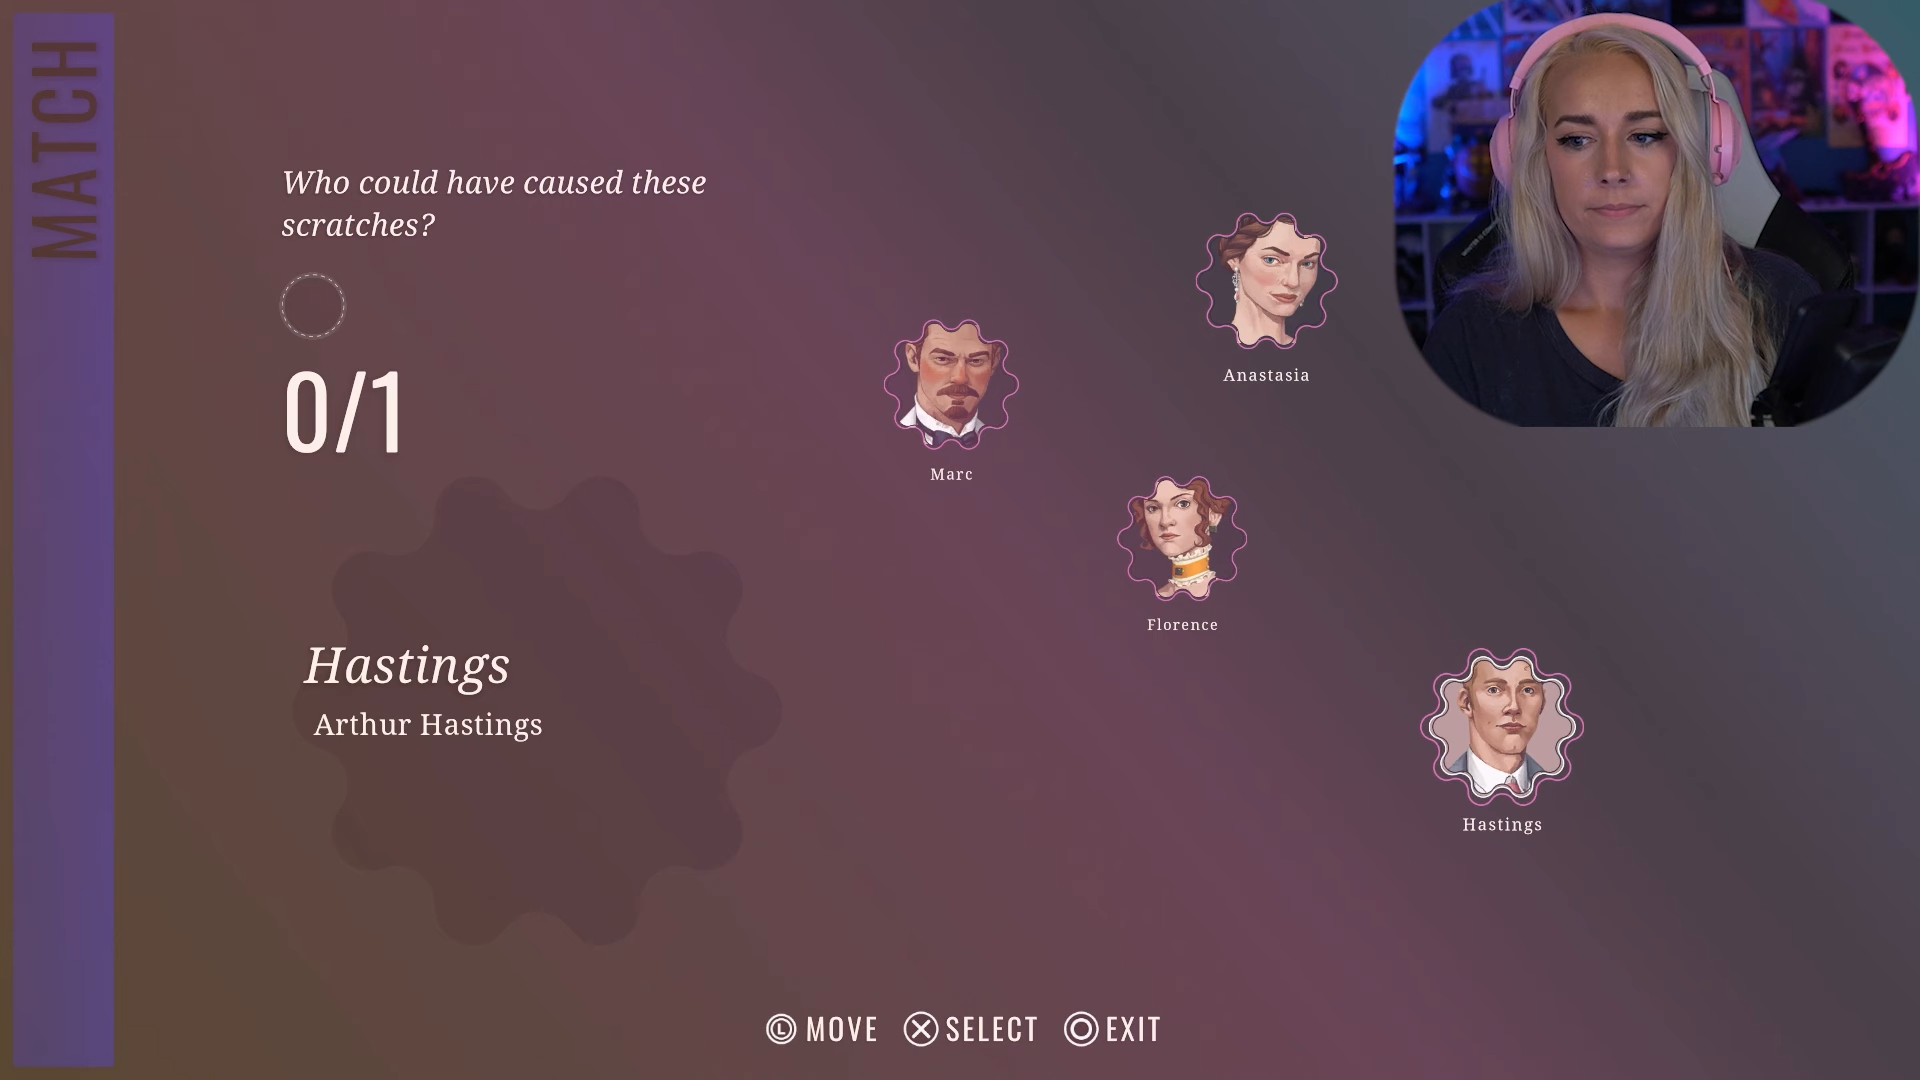 MATCH
Who could have caused these
scratches?
0/1
Hastings
Arthur Hastings
Anastasia
Marc
Florence
Hastings
L MOVE SELECT EXIT